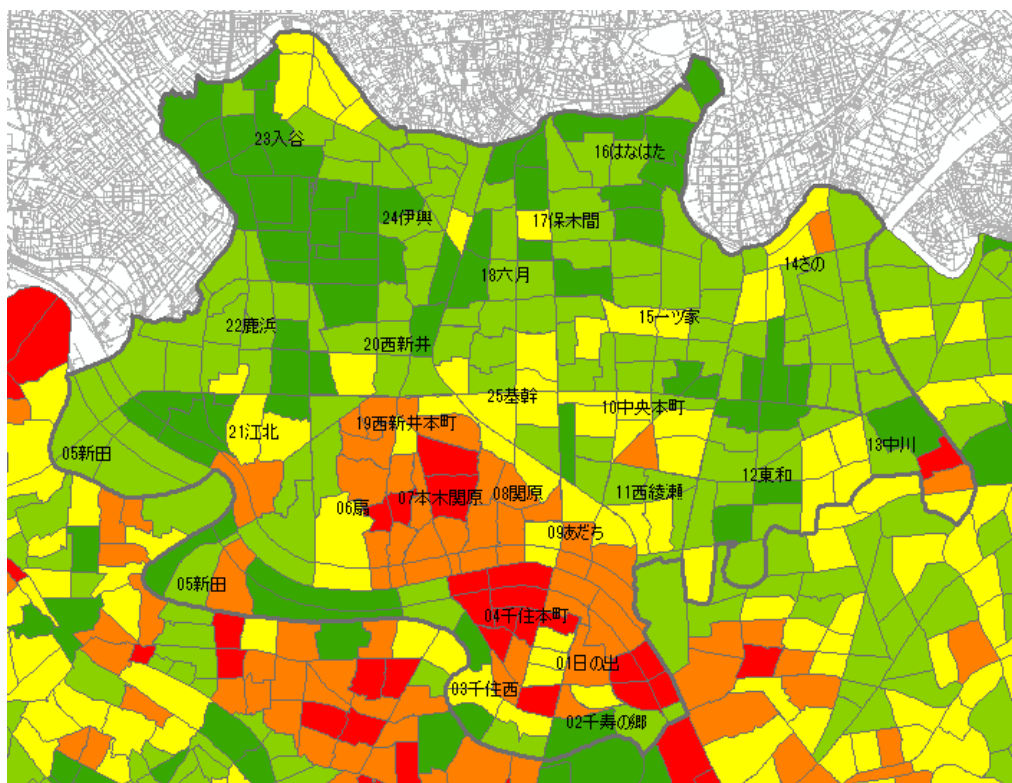 23入谷
16はなはた
24伊興
17保木間
14さの
18六月
15一ツ家
22鹿浜
20西新井
25基幹
10中央本町
19西新井本町
21江北
13中川
05新田
12東和
07本木関原
08関原
11西綾瀬
06扇
09あだち
05新田
04千住本町
01日の出
03千住西
02千寿の郷